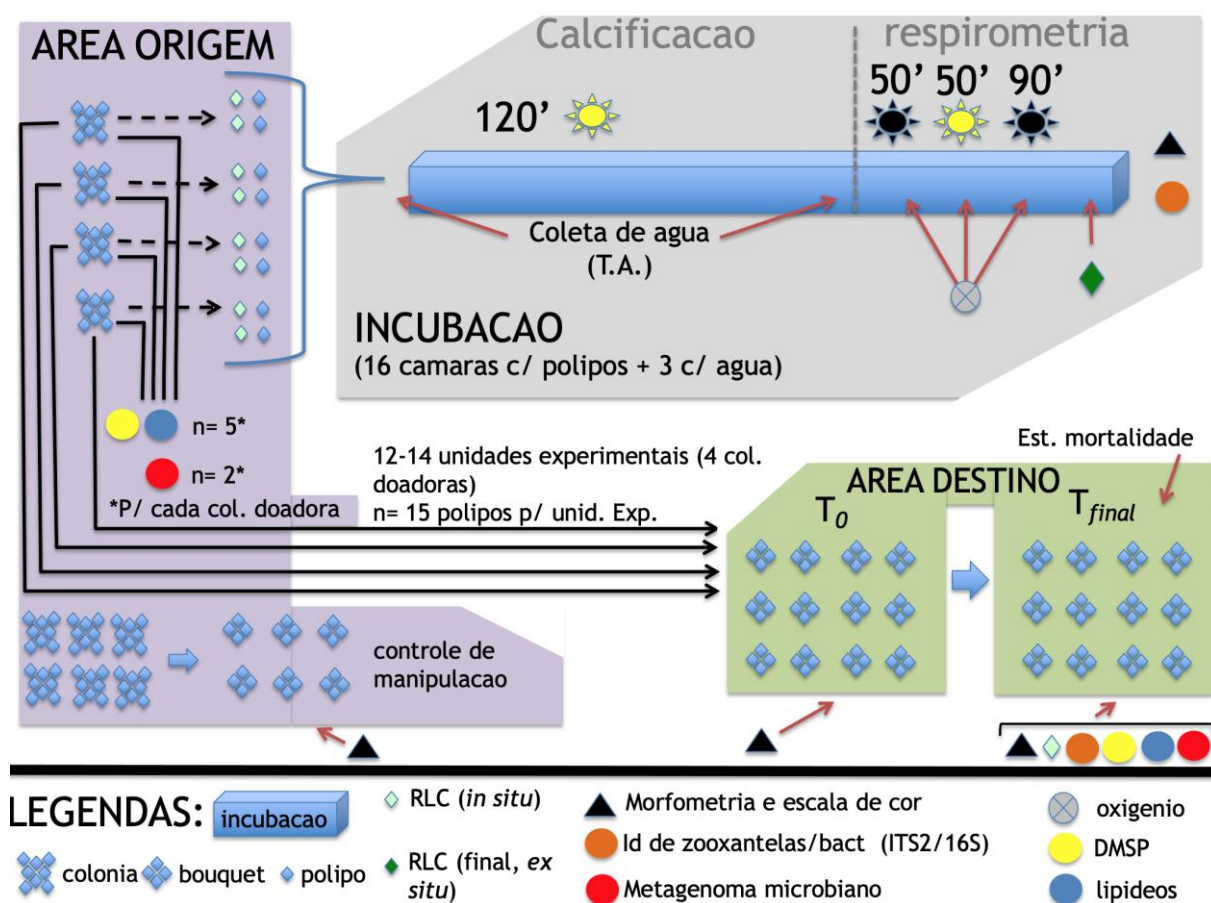 AREA ORIGEM
Calcificacao
respirometria
120’
50’
50’
90’
Coleta de agua
(T.A.)
INCUBACAO
(16 camaras c/ polipos + 3 c/ agua)
n= 5*
n= 2*
*P/ cada col. doadora
12-14 unidades experimentais (4 col.
doadoras)
n= 15 polipos p/ unid. Exp.
Est. mortalidade
AREA DESTINO
T0
Tfinal
controle de
manipulacao
LEGENDAS:
incubacao
colonia
bouquet
polipo
RLC (in situ)
RLC (final, ex
situ)
Morfometria e escala de cor
Id de zooxantelas/bact (ITS2/16S)
Metagenoma microbiano
oxigenio
DMSP
lipideos